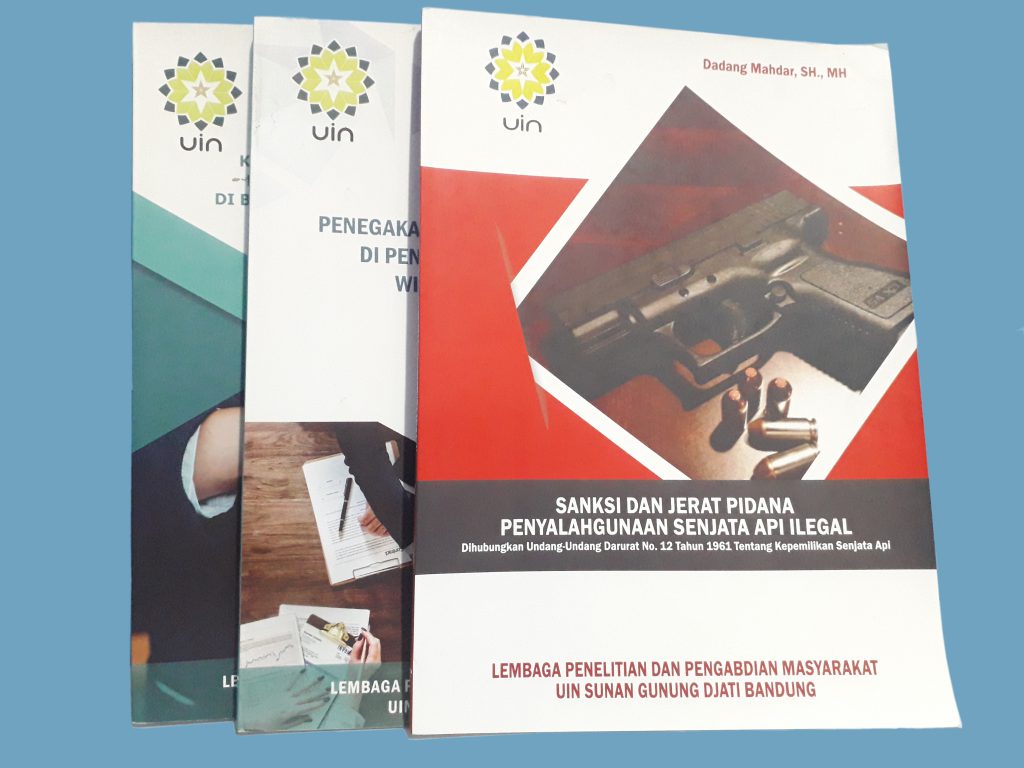 uin
DI B
uin
PENEGAKA
DI PEN
WI
LEMBAGA
UIN
uin
Dadang Mahdar, SH., MH
SANKSI DAN JERAT PIDANA
PENYALAHGUNAAN SENJATA API ILEGAL
Dihubungkan Undang-Undang Darurat No. 12 Tahun 1961 Tentang Kepemilikan Senjata Api
LEMBAGA PENELITIAN DAN PENGABDIAN MASYARAKAT
UIN SUNAN GUNUNG DJATI BANDUNG